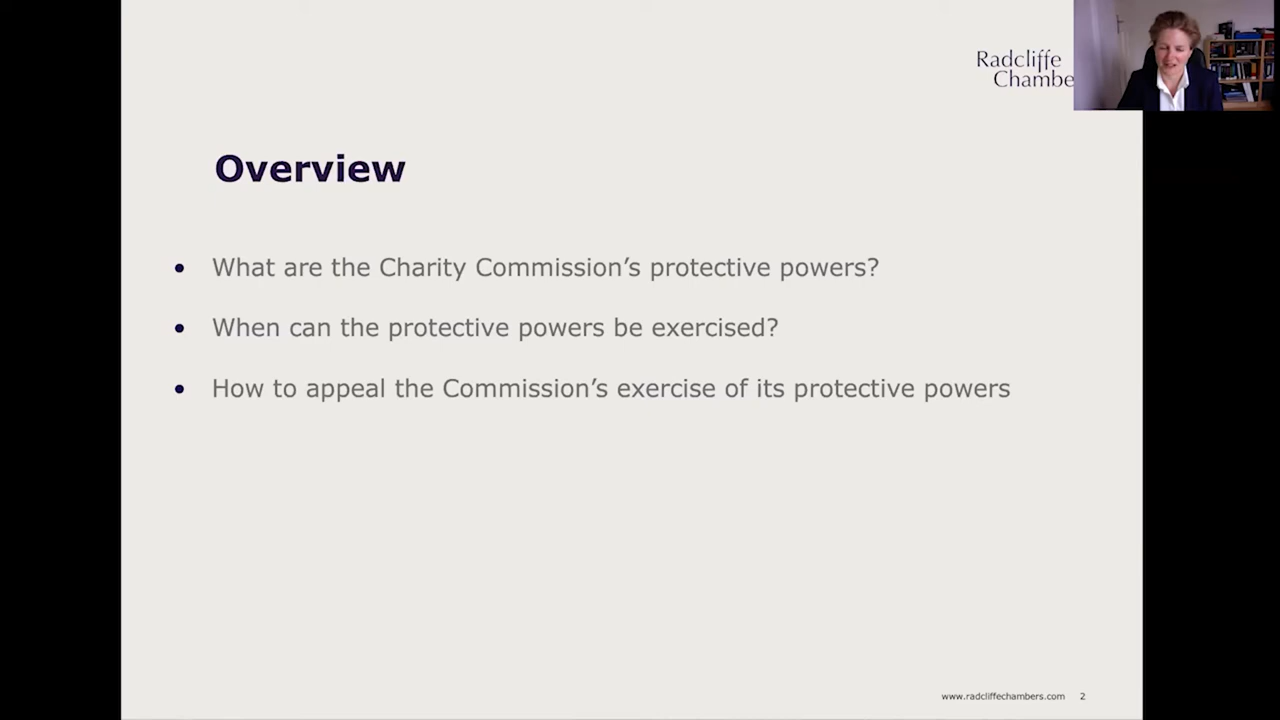 Radcliffe
Chambe
Overview
• What are the Charity Commission’s protective powers?
• When can the protective powers be exercised?
• How to appeal the Commission’s exercise of its protective powers
www.radcliffechambers.com 2